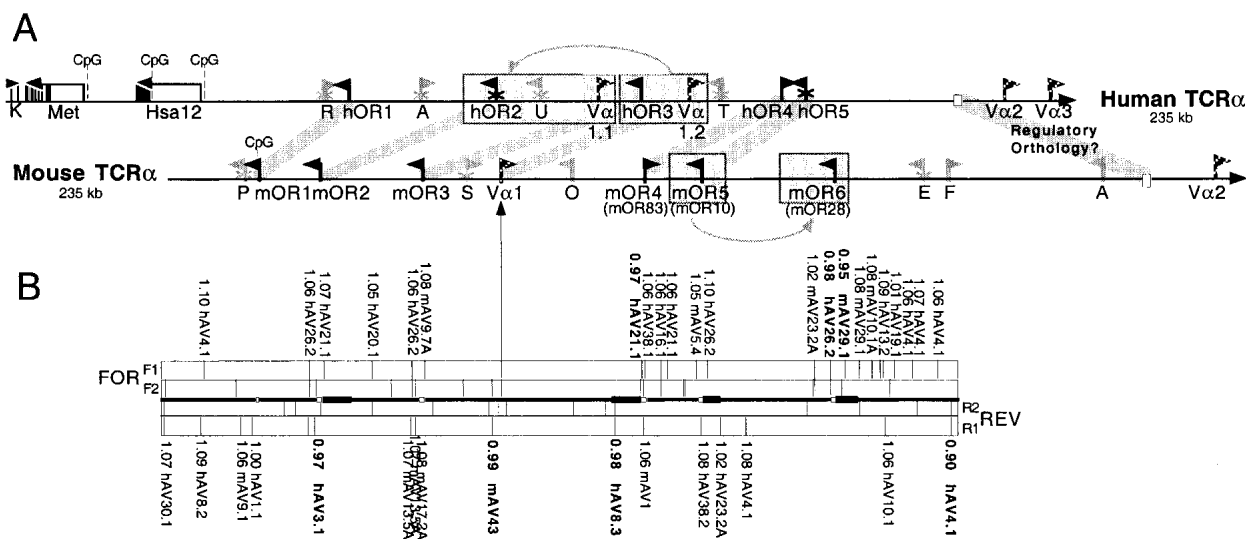 A
CpG CpG CpG
K Met Hsa12 R hOR1 A hOR2 U Vα 1.1 hOR3 Vα 1.2 T hOR4 hOR5 Vα2 Vα3 Human TCRα
235 kb
Regulatory
Orthology?
CpG
Mouse TCRα
235 kb
P mOR1 mOR2 mOR3 S Vα1 O mOR4 mOR5 mOR6 E F A Vα2
(mOR83) (mOR10) (mOR28)
B
1.10 hAV4.1
1.06 hAV26.2
1.07 hAV21.1
1.05 hAV20.1
1.06 hAV26.2
1.08 mAV9.7A
0.97 hAV21.1
1.06 hAV38.1
1.06 hAV16.1
1.06 hAV21.1
1.05 mAV5.4
1.10 hAV26.2
1.02 mAV23.2A
0.98 hAV26.2
0.95 mAV29.1
1.08 mAV29.1
1.08 mAV10.1A
1.09 hAV13.2
1.01 hAV19.1
1.06 hAV4.1
1.07 hAV4.1
1.06 hAV4.1
FOR F1
F2
R2
R1 REV
1.07 hAV30.1
1.09 hAV8.2
1.06 mAV9.1
1.00 hAV1.1
0.97 hAV3.1
0.99 mAV43
0.98 hAV8.3
1.06 mAV1
1.08 hAV38.2
1.02 hAV23.2A
1.08 hAV4.1
1.06 hAV10.1
0.90 hAV4.1